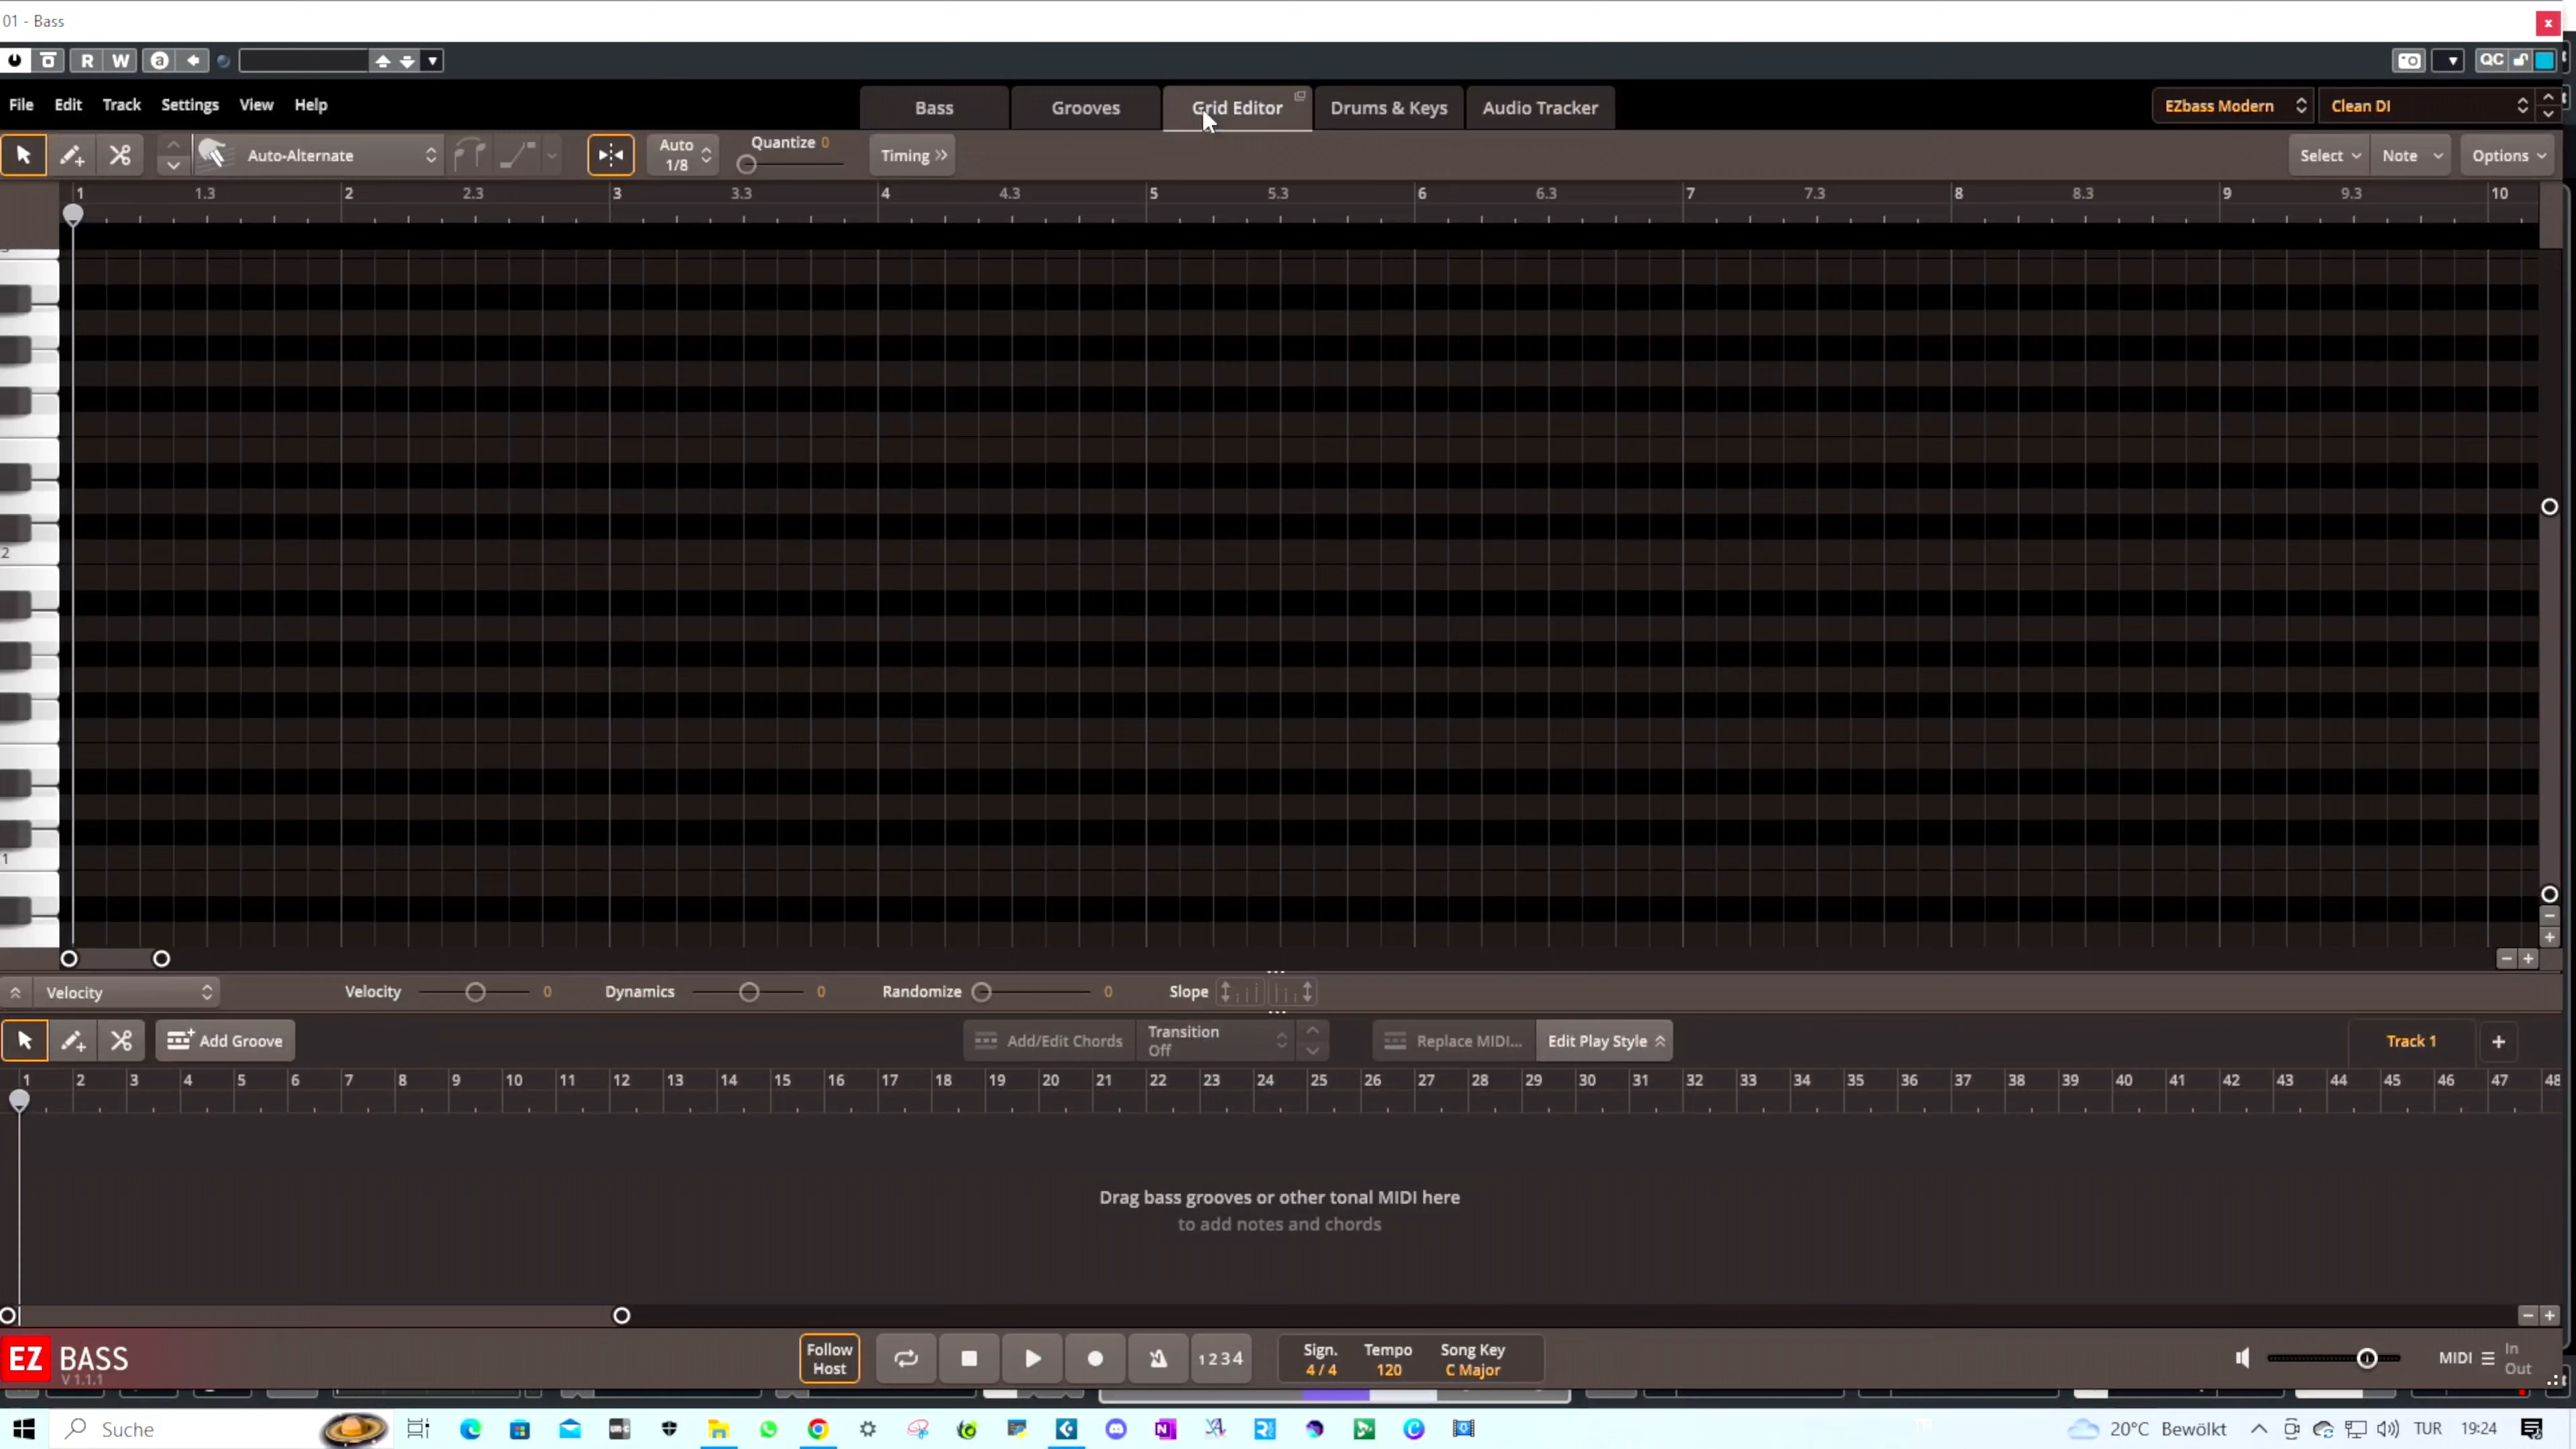 01 - Bass
R W a QC
File Edit Track Settings View Help
Bass Grooves Grid Editor Drums & Keys Audio Tracker
EZbass Modern Clean DI
Auto-Alternate Auto 1/8 Quantize 0 Timing Select Note Options
1 1.3 2 2.3 3 3.3 4 4.3 5 5.3 6 6.3 7 7.3 8 8.3 9 9.3 10
2
1
Velocity Velocity 0 Dynamics 0 Randomize 0 Slope
Add Groove Add/Edit Chords Transition Off Replace MIDI... Edit Play Style Track 1
1 2 3 4 5 6 7 8 9 10 11 12 13 14 15 16 17 18 19 20 21 22 23 24 25 26 27 28 29 30 31 32 33 34 35 36 37 38 39 40 41 42 43 44 45 46 47 48
Drag bass grooves or other tonal MIDI here
to add notes and chords
EZ BASS
V 1.1.1
Follow Host
1234
Sign. Tempo Song Key
4 / 4 120 C Major
MIDI In Out
Suche
20°C Bewölkt TUR 19:24